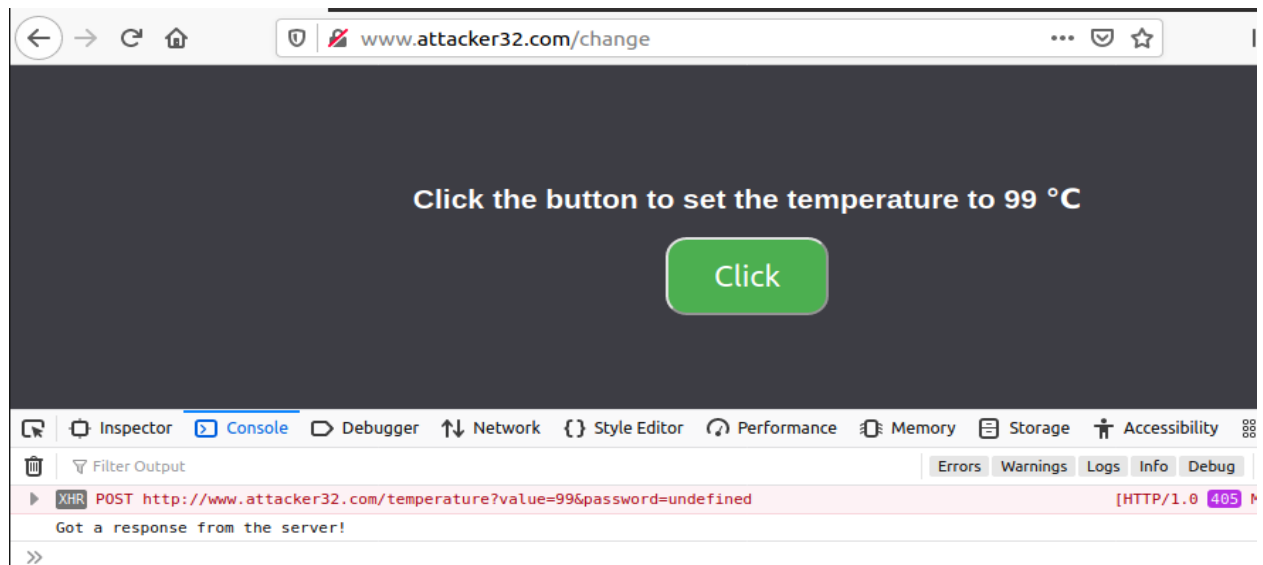 www.attacker32.com/change
Click the button to set the temperature to 99 °C
Click
Inspector Console Debugger Network Style Editor Performance Memory Storage Accessibility
Filter Output Errors Warnings Logs Info Debug
XHR POST http://www.attacker32.com/temperature?value=99&password=undefined [HTTP/1.0 405 M
Got a response from the server!